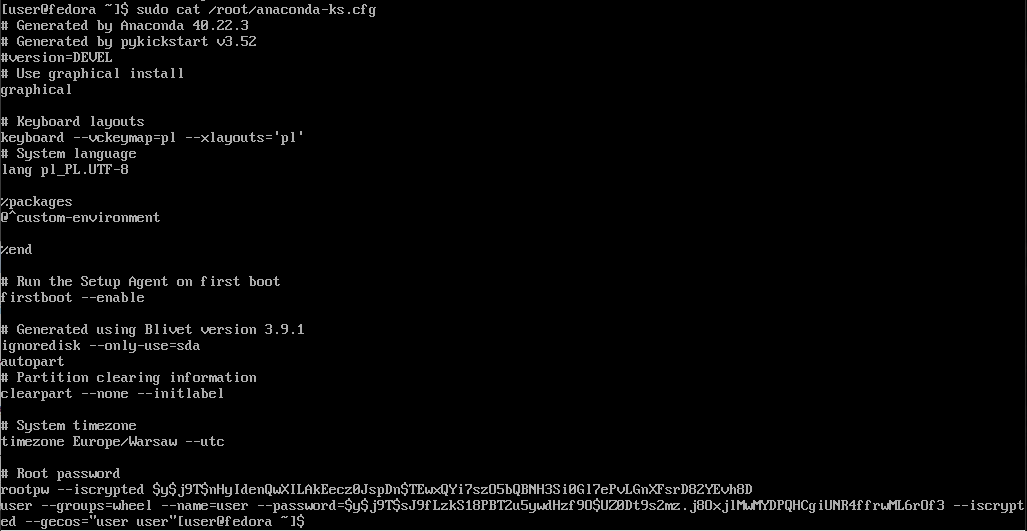 [user@fedora ~]$ sudo cat /root/anaconda-ks.cfg
# Generated by Anaconda 40.22.3
# Generated by pykickstart v3.52
#version=DEVEL
# Use graphical install
graphical
# Keyboard layouts
keyboard --vckeymap=pl --xlayouts='pl'
# System language
lang pl_PL.UTF-8
%packages
@^custom-environment
%end
# Run the Setup Agent on first boot
firstboot --enable
# Generated using Blivet version 3.9.1
ignoredisk --only-use=sda
autopart
# Partition clearing information
clearpart --none --initlabel
# System timezone
timezone Europe/Warsaw --utc
# Root password
rootpw --iscrypted $y$j9T$nHyIdenQwXILAkEecz0JspDn$TEwxQYi7szO5bQBNH3Si0Gl7ePvLGnXFsrD82YEvh8D
user --groups=wheel --name=user --password=$y$j9T$sJ9fLzkS18PBTZu5ywdHzf9O$UZ0Dt9s2mz.j8OxjlMwMYDPQHCgiUNR4ffrwML6rOf3 --iscrypt
ed --gecos="user user"[user@fedora ~]$